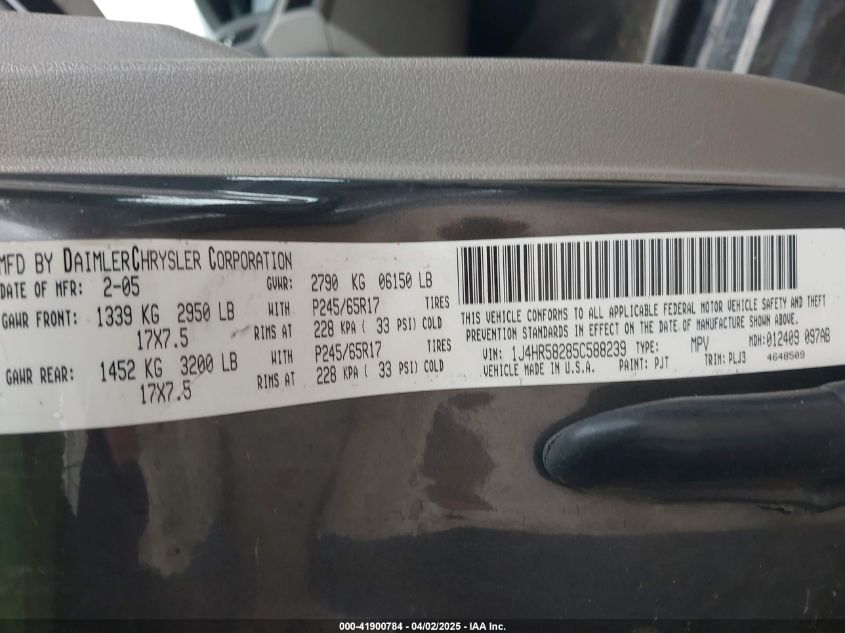 MFD BY DAIMLERCHRYSLER CORPORATION
DATE OF MFR: 2-05 GVWR: 2790 KG 06150 LB
GAWR FRONT: 1339 KG 2950 LB WITH P245/65R17 TIRES
17X7.5 RIMS AT 228 KPA ( 33 PSI) COLD
GAWR REAR: 1452 KG 3200 LB WITH P245/65R17 TIRES
17X7.5 RIMS AT 228 KPA ( 33 PSI) COLD
THIS VEHICLE CONFORMS TO ALL APPLICABLE FEDERAL MOTOR VEHICLE SAFETY AND THEFT
PREVENTION STANDARDS IN EFFECT ON THE DATE OF MANUFACTURE SHOWN ABOVE.
VIN: 1J4HR58285C588239 TYPE: MPV MDH:012409 097AB
VEHICLE MADE IN U.S.A. PAINT: PJT TRIM: PLJ3 4648509
000-41900784 - 04/02/2025 - IAA Inc.